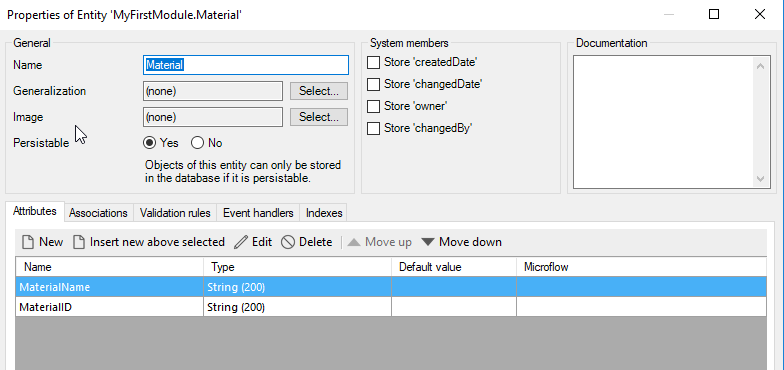 Properties of Entity 'MyFirstModule.Material'
General
Name
Material
Generalization
(none)
Select...
Image
(none)
Select...
Persistable
Yes
No
Objects of this entity can only be stored
in the database if it is persistable.
System members
Store 'createdDate'
Store 'changedDate'
Store 'owner'
Store 'changedBy'
Documentation
Attributes Associations Validation rules Event handlers Indexes
New Insert new above selected Edit Delete Move up Move down
Name Type Default value Microflow
MaterialName String (200)
MaterialID String (200)